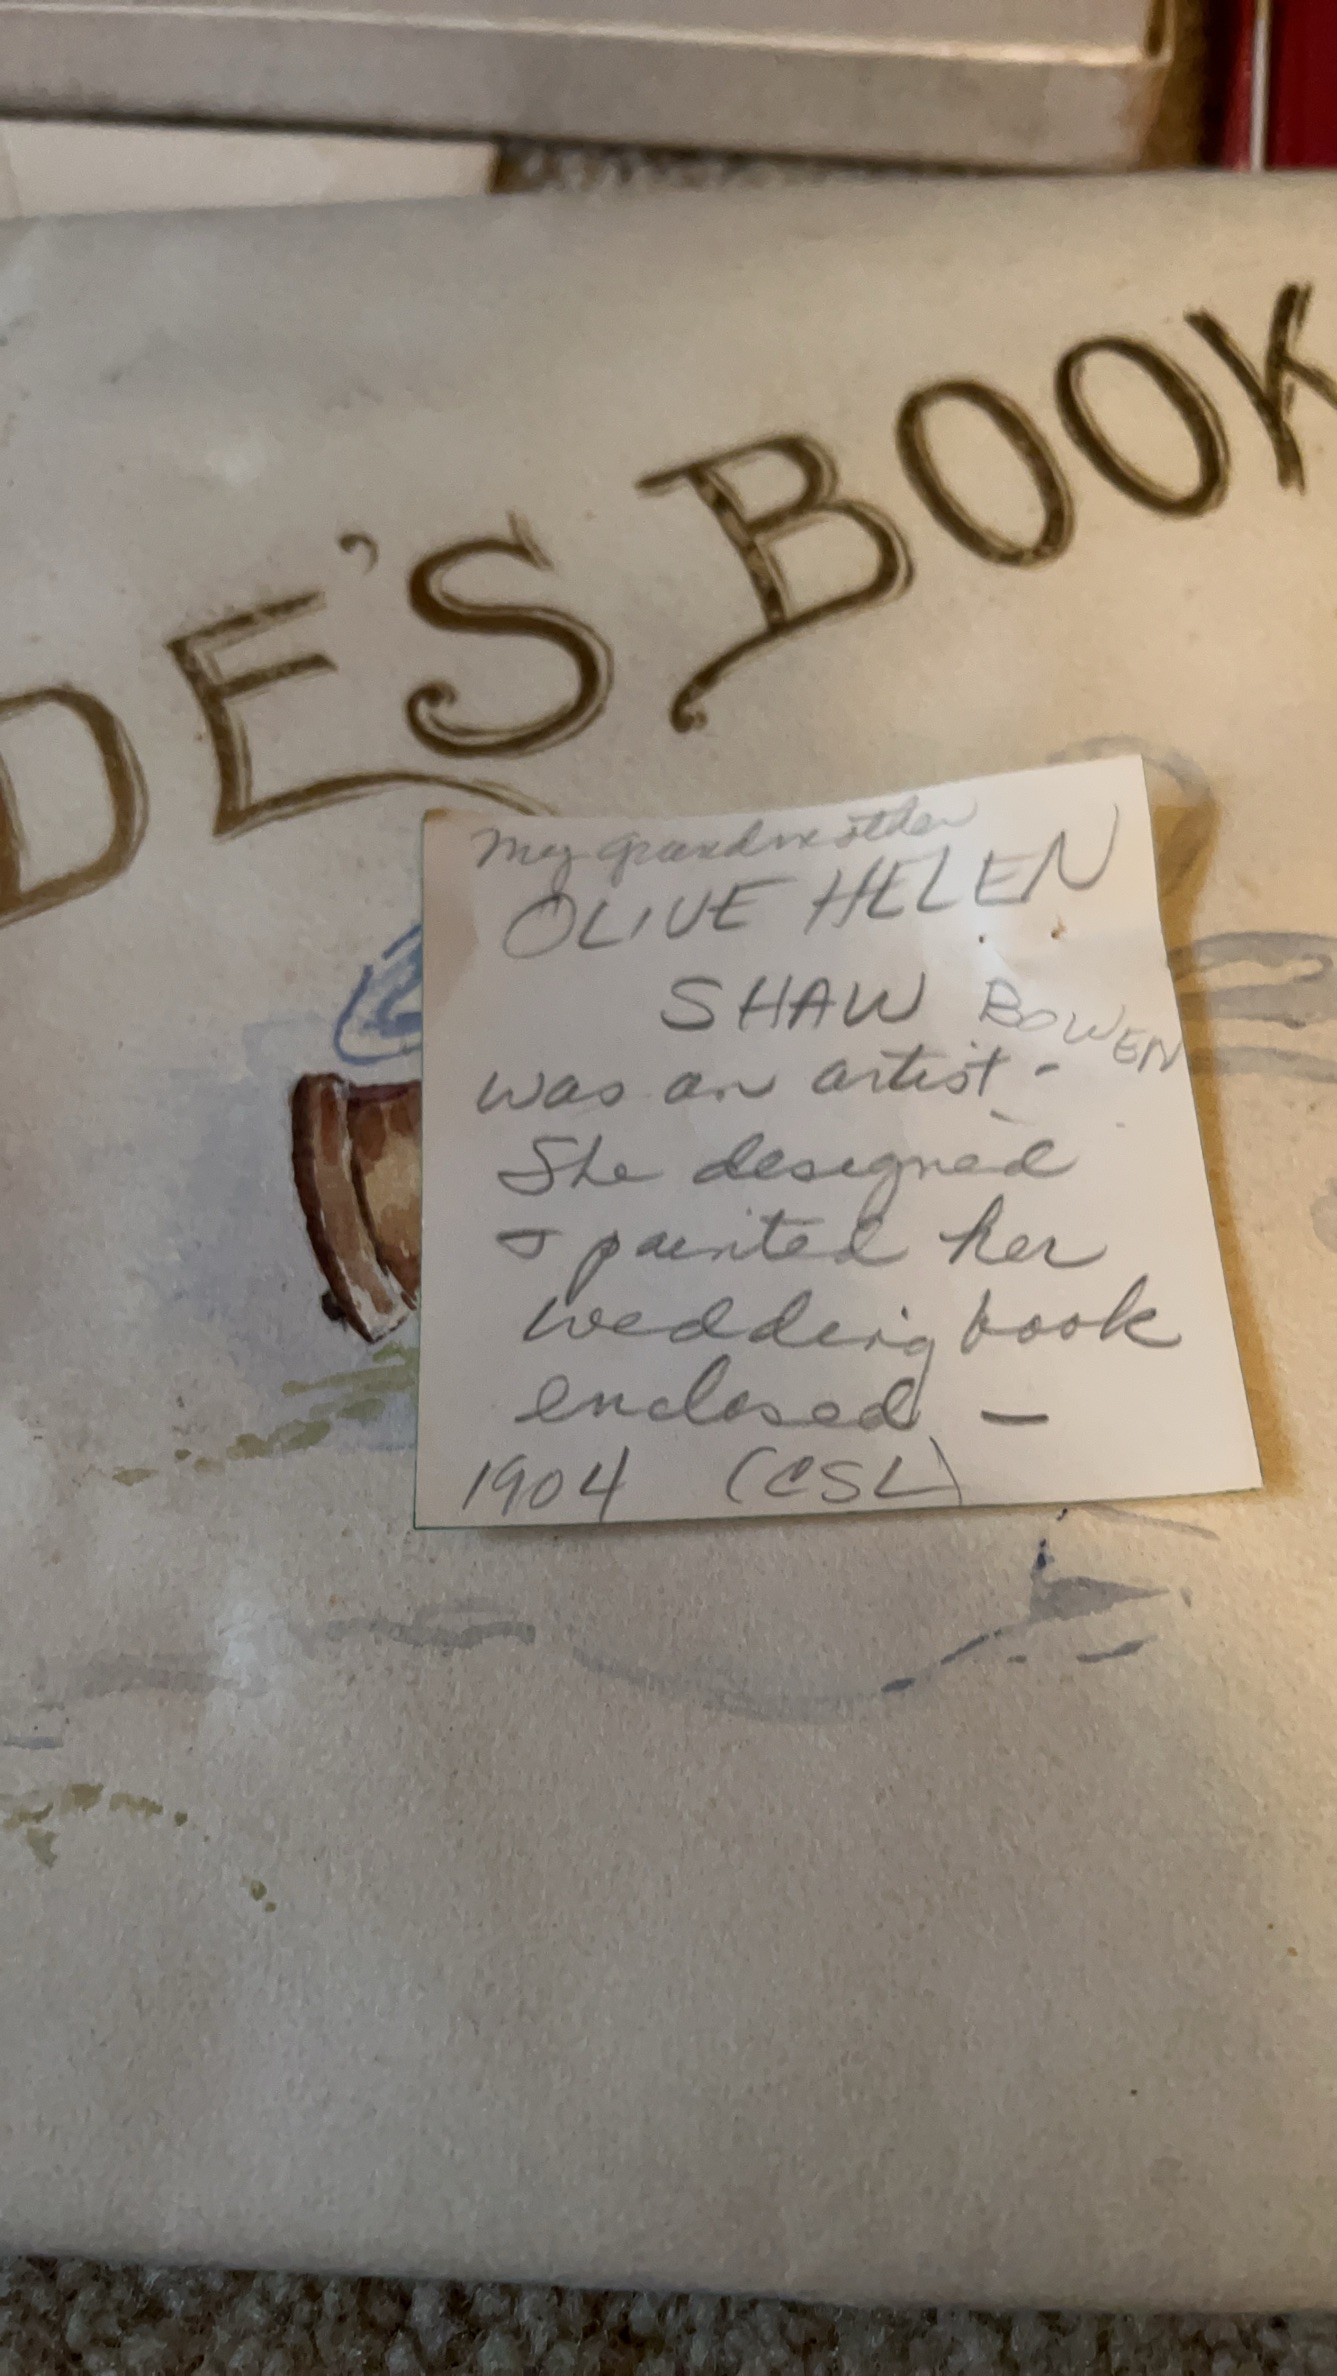 DE'S BOOK
My grandmother
OLIVE HELEN
SHAW BOWEN
was an artist -
She designed
& painted her
wedding book
enclosed —
1904 (CSL)